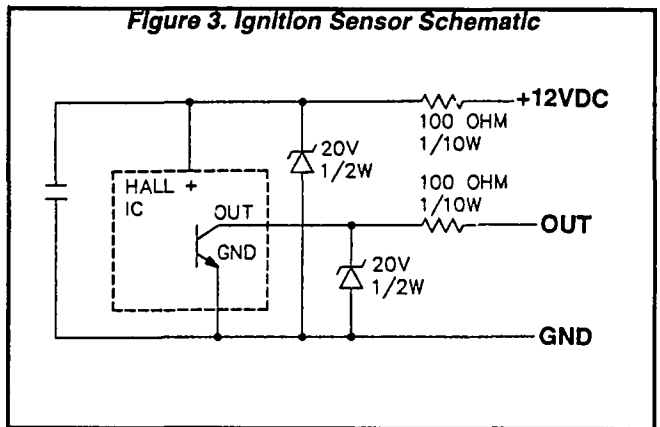 Figure 3. Ignition Sensor Schematic
+12VDC
100 OHM
1/10W
20V
1/2W
HALL +
IC
OUT
GND
100 OHM
1/10W
OUT
20V
1/2W
GND